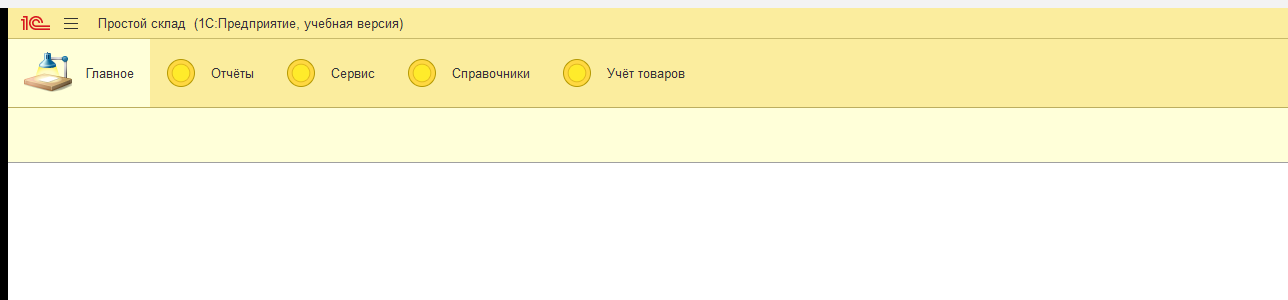 1С Простой склад (1С:Предприятие, учебная версия)
Главное Отчёты Сервис Справочники Учёт товаров